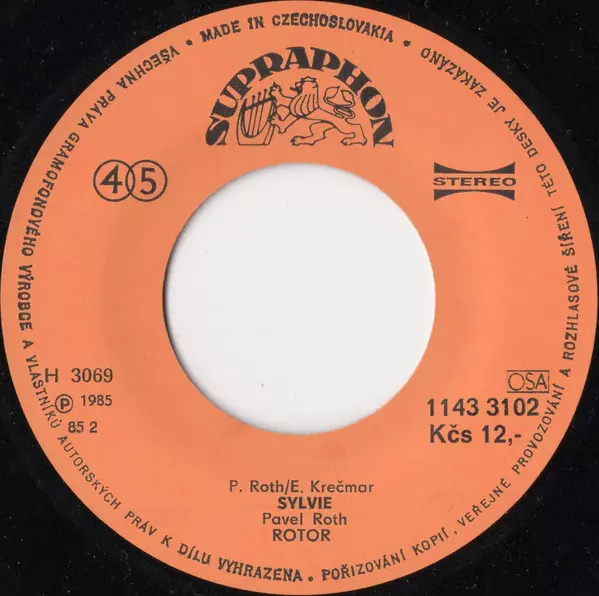 VŠECHNA PRÁVA GRAMOFONOVÉHO VÝROBCE A VLASTNÍKŮ AUTORSKÝCH PRÁV K DÍLU VYHRAZENA · POŘIZOVÁNÍ KOPIÍ, VEŘEJNÉ PROVOZOVÁNÍ A ROZHLASOVÉ ŠÍŘENÍ TÉTO DESKY JE ZAKÁZÁNO · MADE IN CZECHOSLOVAKIA ·
SUPRAPHON
45
STEREO
H 3069
Ⓟ 1985
85 2
OSA
1143 3102
Kčs 12,-
P. Roth/E. Krečmar
SYLVIE
Pavel Roth
ROTOR